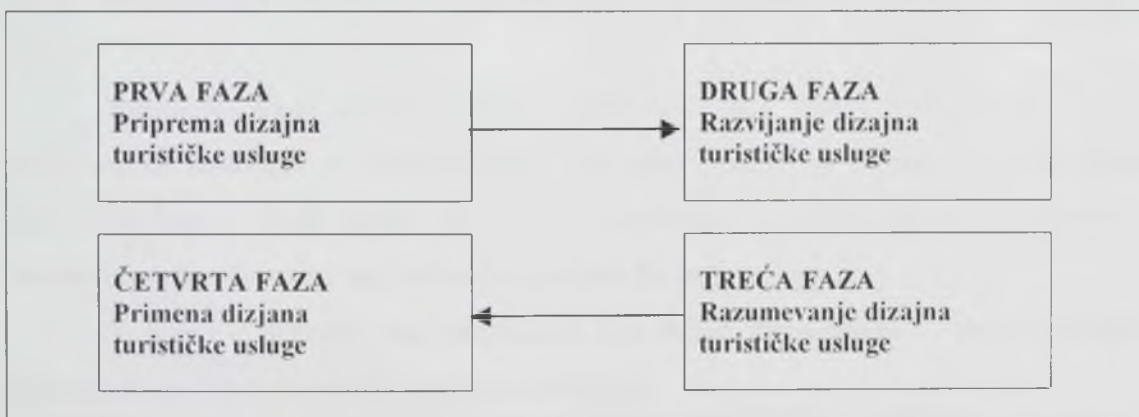 PRVA FAZA
Priprema dizajna
turističke usluge
DRUGA FAZA
Razvijanje dizajna
turističke usluge
TREĆA FAZA
Razumevanje dizajna
turističke usluge
ČETVRTA FAZA
Primena dizjana
turističke usluge